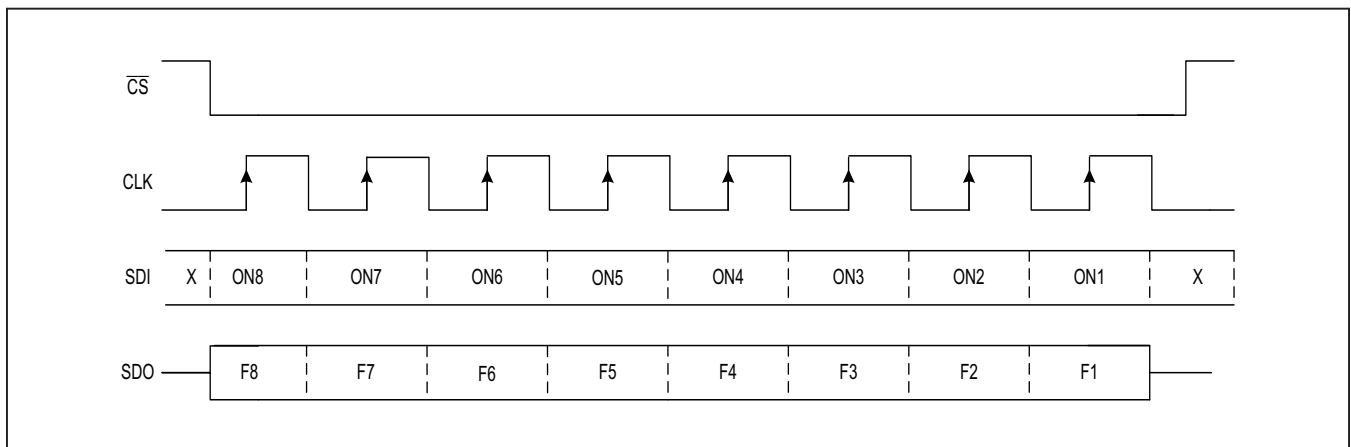 C̅S̅
CLK
SDI X ON8 ON7 ON6 ON5 ON4 ON3 ON2 ON1 X
SDO F8 F7 F6 F5 F4 F3 F2 F1